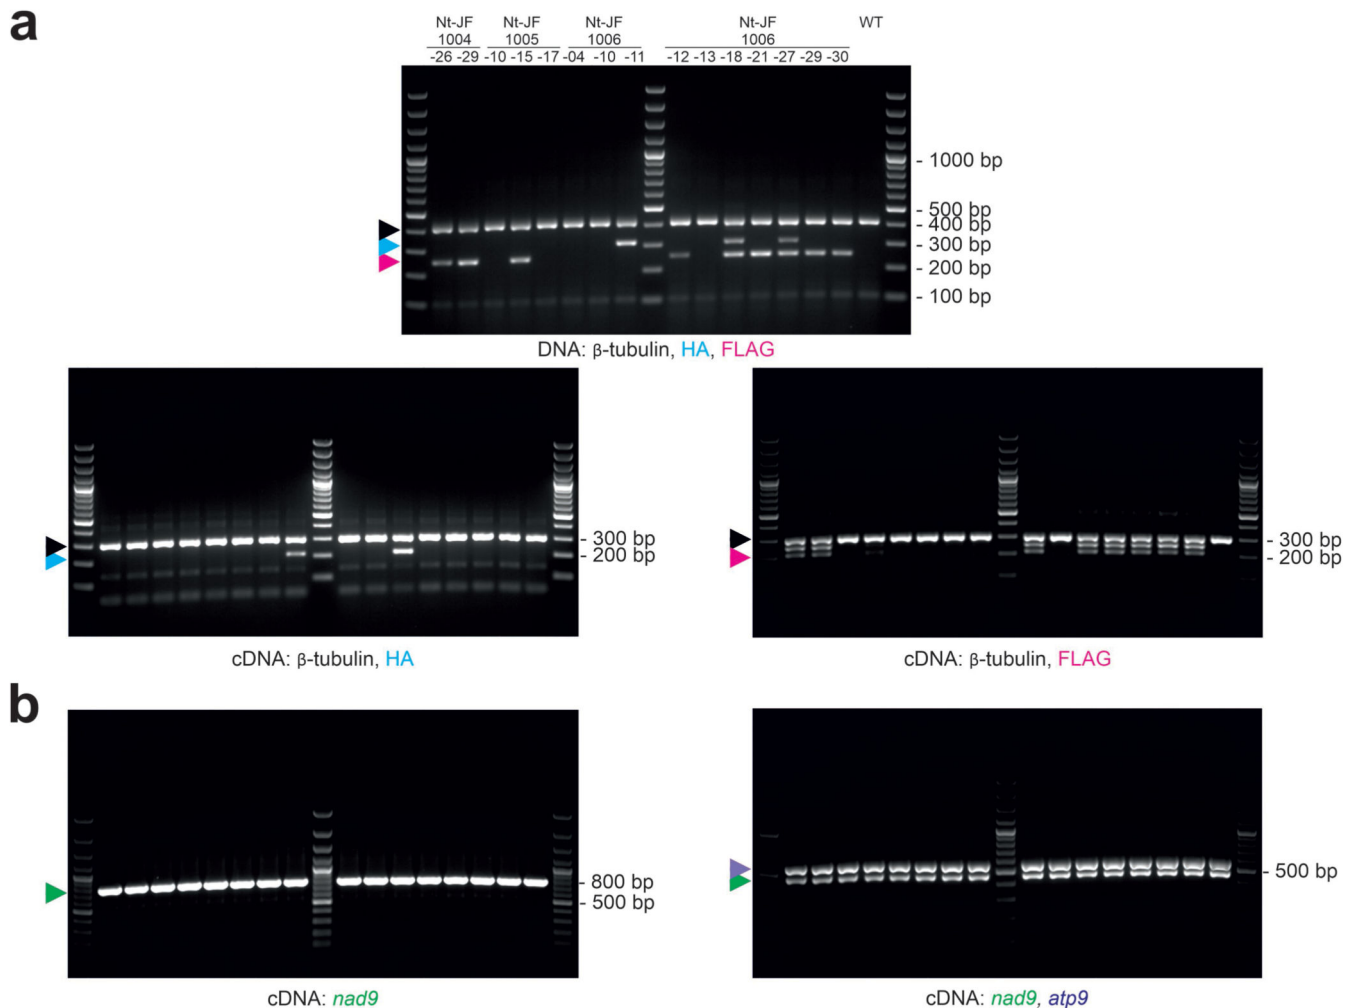 a
Nt-JF Nt-JF Nt-JF Nt-JF WT
1004 1005 1006 1006
-26 -29 -10 -15 -17 -04 -10 -11 -12 -13 -18 -21 -27 -29 -30
- 1000 bp
- 500 bp
- 400 bp
- 300 bp
- 200 bp
- 100 bp
DNA: β-tubulin, HA, FLAG
- 300 bp
- 200 bp
cDNA: β-tubulin, HA
- 300 bp
- 200 bp
cDNA: β-tubulin, FLAG
b
- 800 bp
- 500 bp
cDNA: nad9
- 500 bp
cDNA: nad9, atp9